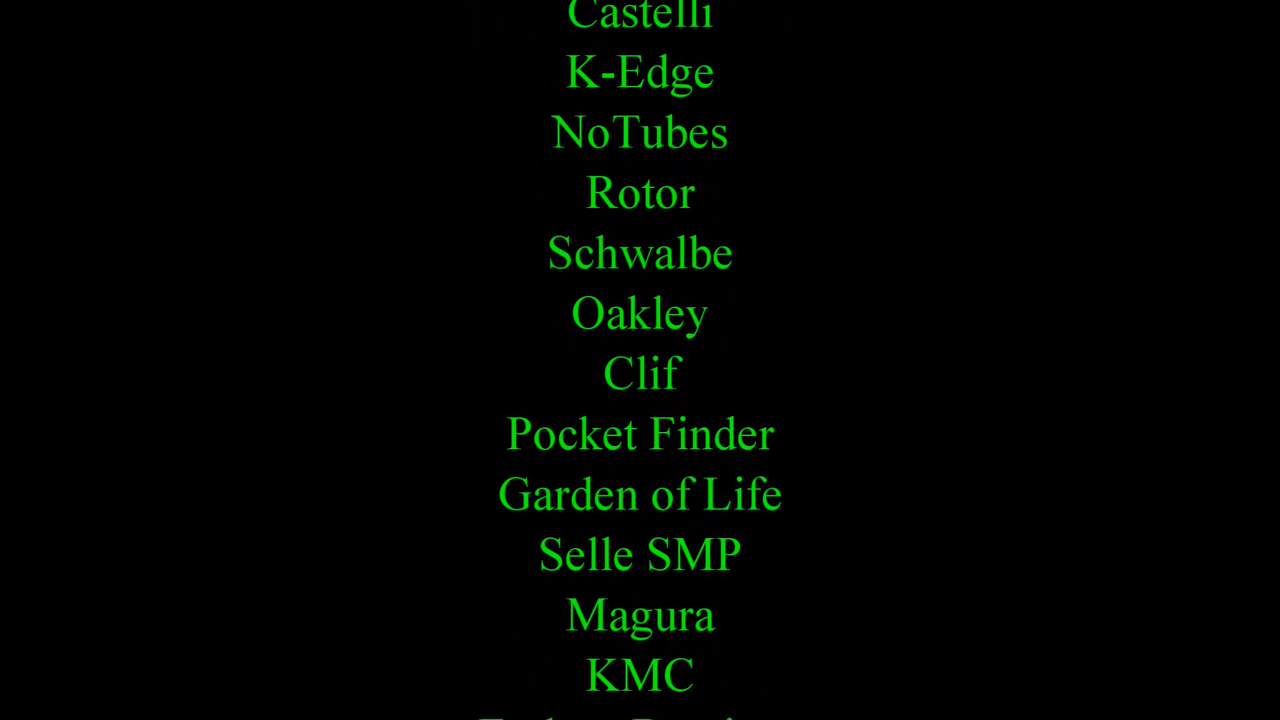 Castelli
K-Edge
NoTubes
Rotor
Schwalbe
Oakley
Clif
Pocket Finder
Garden of Life
Selle SMP
Magura
KMC